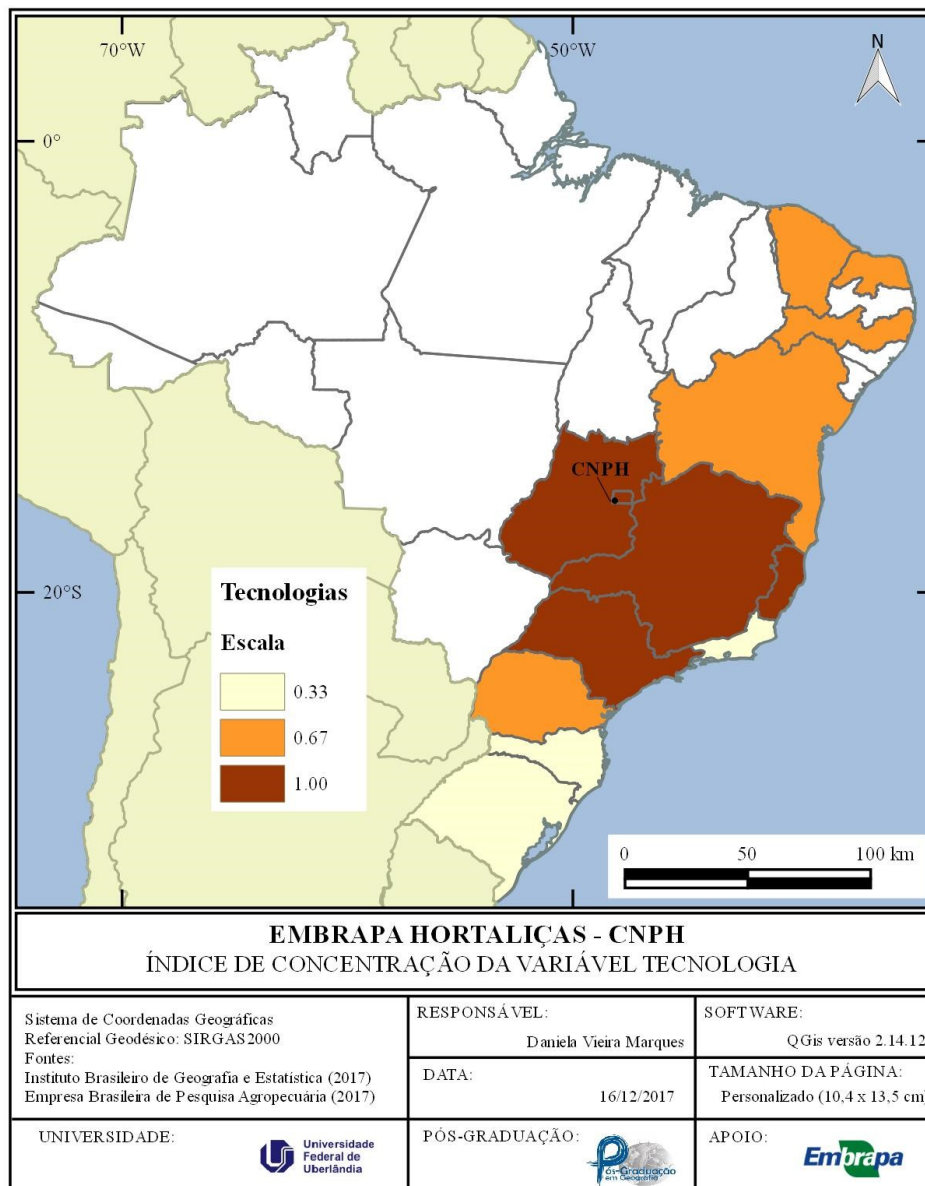 70°W
50°W
N
0°
CNPH
20°S
Tecnologias
Escala
0.33
0.67
1.00
0 50 100 km
EMBRAPA HORTALIÇAS - CNPH
ÍNDICE DE CONCENTRAÇÃO DA VARIÁVEL TECNOLOGIA
Sistema de Coordenadas Geográficas
Referencial Geodésico: SIRGAS2000
Fontes:
Instituto Brasileiro de Geografia e Estatística (2017)
Empresa Brasileira de Pesquisa Agropecuária (2017)
RESPONSÁVEL:
Daniela Vieira Marques
SOFTWARE:
QGis versão 2.14.12
DATA:
16/12/2017
TAMANHO DA PÁGINA:
Personalizado (10,4 x 13,5 cm)
UNIVERSIDADE:
Universidade
Federal de
Uberlândia
PÓS-GRADUAÇÃO:
Pós-Graduação
em Geografia
APOIO:
Embrapa